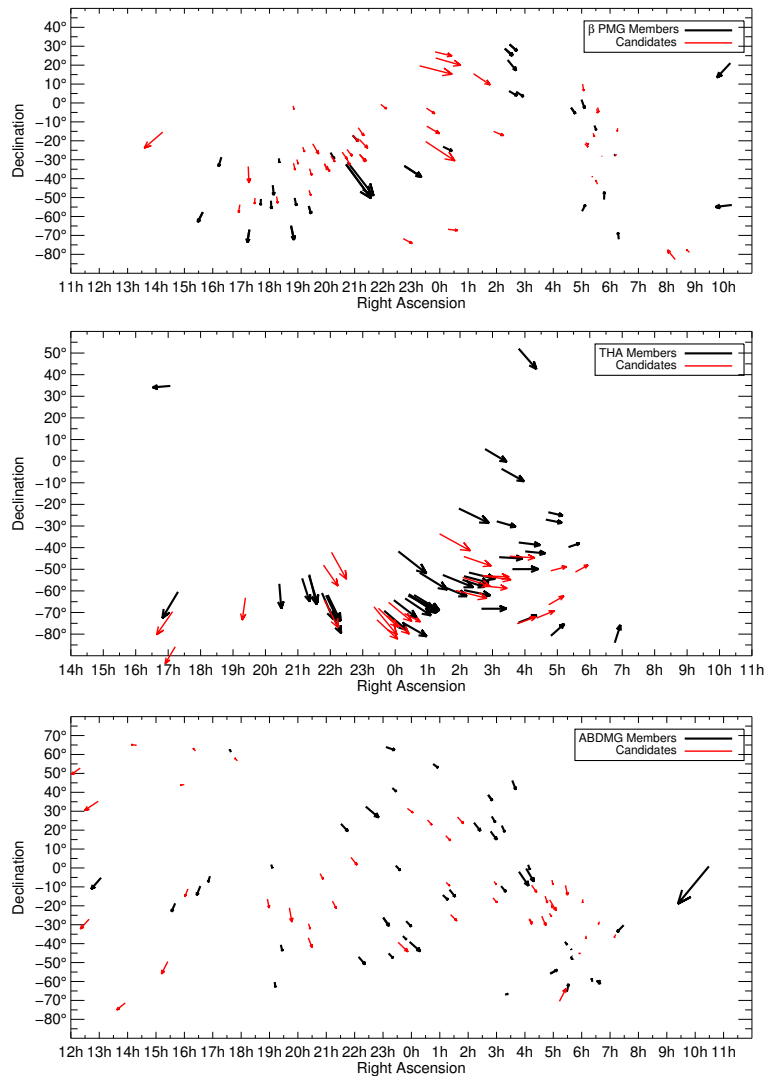 50°
40°
30°
20°
10°
0°
−10°
−20°
−30°
−40°
−50°
−60°
−70°
−80°
Declination
β PMG Members
Candidates
11h 12h 13h 14h 15h 16h 17h 18h 19h 20h 21h 22h 23h 0h 1h 2h 3h 4h 5h 6h 7h 8h 9h 10h
Right Ascension
50°
40°
30°
20°
10°
0°
−10°
−20°
−30°
−40°
−50°
−60°
−70°
−80°
Declination
THA Members
Candidates
14h 15h 16h 17h 18h 19h 20h 21h 22h 23h 0h 1h 2h 3h 4h 5h 6h 7h 8h 9h 10h 11h
Right Ascension
70°
60°
50°
40°
30°
20°
10°
0°
−10°
−20°
−30°
−40°
−50°
−60°
−70°
−80°
Declination
ABDMG Members
Candidates
12h 13h 14h 15h 16h 17h 18h 19h 20h 21h 22h 23h 0h 1h 2h 3h 4h 5h 6h 7h 8h 9h 10h 11h
Right Ascension